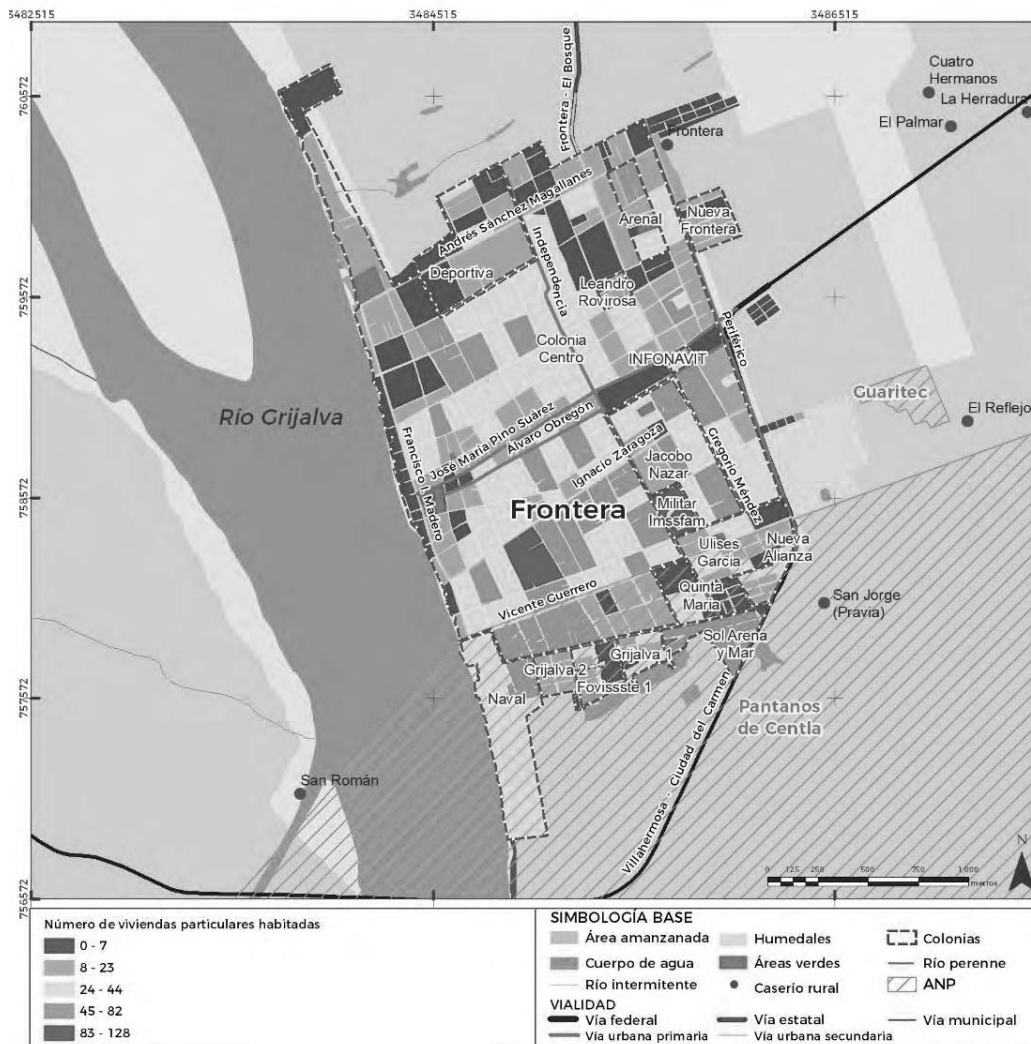 3482515
3484515
3486515
760572
759572
758572
757572
756572
Cuatro
Hermanos
La Herradura
El Palmar
Frontera - El Bosque
Frontera
Andrés Sánchez Magallanes
Arenal
Nueva
Frontera
Independencia
Deportiva
Leandro
Rovirosa
Periférico
Colonia
Centro
INFONAVIT
Guaritec
El Reflejo
Río Grijalva
José María Pino Suárez
Álvaro Obregón
Francisco I. Madero
Ignacio Zaragoza
Gregorio Méndez
Jacobo
Nazar
Frontera
Militar
Imssfam
Ulises
García
Nueva
Alianza
Vicente Guerrero
Quinta
María
San Jorge
(Pravia)
Sol Arena
y Mar
Grijalva 1
Grijalva 2
Fovissste 1
Naval
Pantanos
de Centla
San Román
Villahermosa - Ciudad del Carmen
N
0 125 250 500 750 1,000
metros
Número de viviendas particulares habitadas
0 - 7
8 - 23
24 - 44
45 - 82
83 - 128
SIMBOLOGÍA BASE
Área amanzanada
Humedales
Colonias
Cuerpo de agua
Áreas verdes
Río perenne
Río intermitente
Caserío rural
ANP
VIALIDAD
Vía federal
Vía estatal
Vía municipal
Vía urbana primaria
Vía urbana secundaria